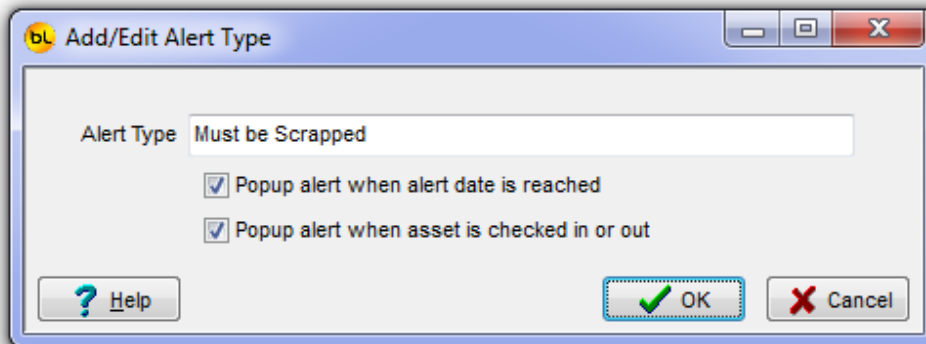 bL Add/Edit Alert Type
Alert Type Must be Scrapped
Popup alert when alert date is reached
Popup alert when asset is checked in or out
? Help OK Cancel